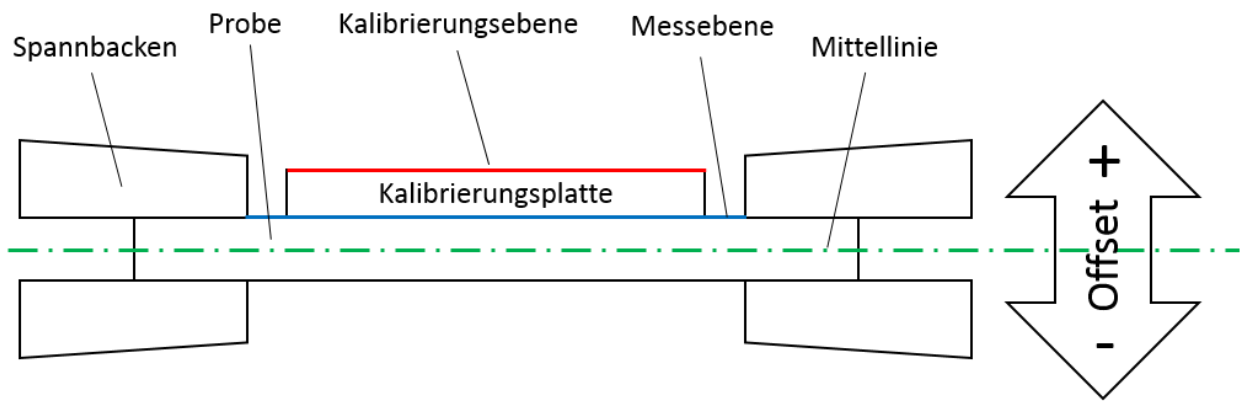 Spannbacken
Probe
Kalibrierungsebene
Messebene
Mittellinie
Kalibrierungsplatte
+
Offset
-